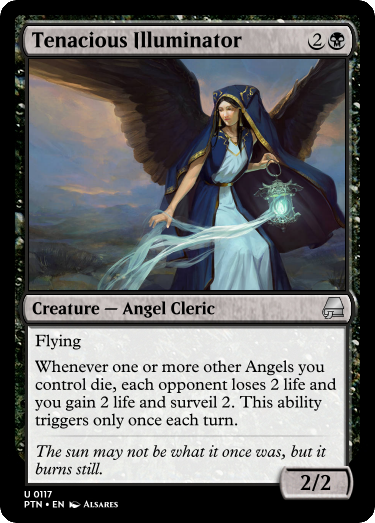 Tenacious Illuminator 2
Creature — Angel Cleric
Flying
Whenever one or more other Angels you
control die, each opponent loses 2 life and
you gain 2 life and surveil 2. This ability
triggers only once each turn.
The sun may not be what it once was, but it
burns still.
2/2
U 0117
PTN • EN Alsares